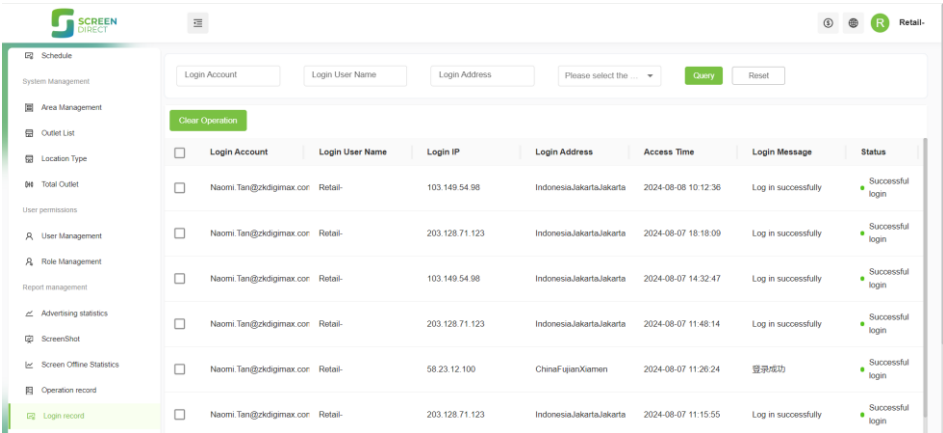 SCREEN
DIRECT
R
Retail-
Schedule
System Management
Area Management
Outlet List
Location Type
Total Outlet
User permissions
User Management
Role Management
Report management
Advertising statistics
ScreenShot
Screen Offline Statistics
Operation record
Login record
Login Account
Login User Name
Login Address
Please select the ...
Query
Reset
Clear Operation
Login Account Login User Name Login IP Login Address Access Time Login Message Status
Naomi.Tan@zkdigimax.con Retail- 103.149.54.98 IndonesiaJakartaJakarta 2024-08-08 10:12:36 Log in successfully Successful
login
Naomi.Tan@zkdigimax.con Retail- 203.128.71.123 IndonesiaJakartaJakarta 2024-08-07 18:18:09 Log in successfully Successful
login
Naomi.Tan@zkdigimax.con Retail- 103.149.54.98 IndonesiaJakartaJakarta 2024-08-07 14:32:47 Log in successfully Successful
login
Naomi.Tan@zkdigimax.con Retail- 203.128.71.123 IndonesiaJakartaJakarta 2024-08-07 11:48:14 Log in successfully Successful
login
Naomi.Tan@zkdigimax.con Retail- 58.23.12.100 ChinaFujianXiamen 2024-08-07 11:26:24 登录成功 Successful
login
Naomi.Tan@zkdigimax.con Retail- 203.128.71.123 IndonesiaJakartaJakarta 2024-08-07 11:15:55 Log in successfully Successful
login